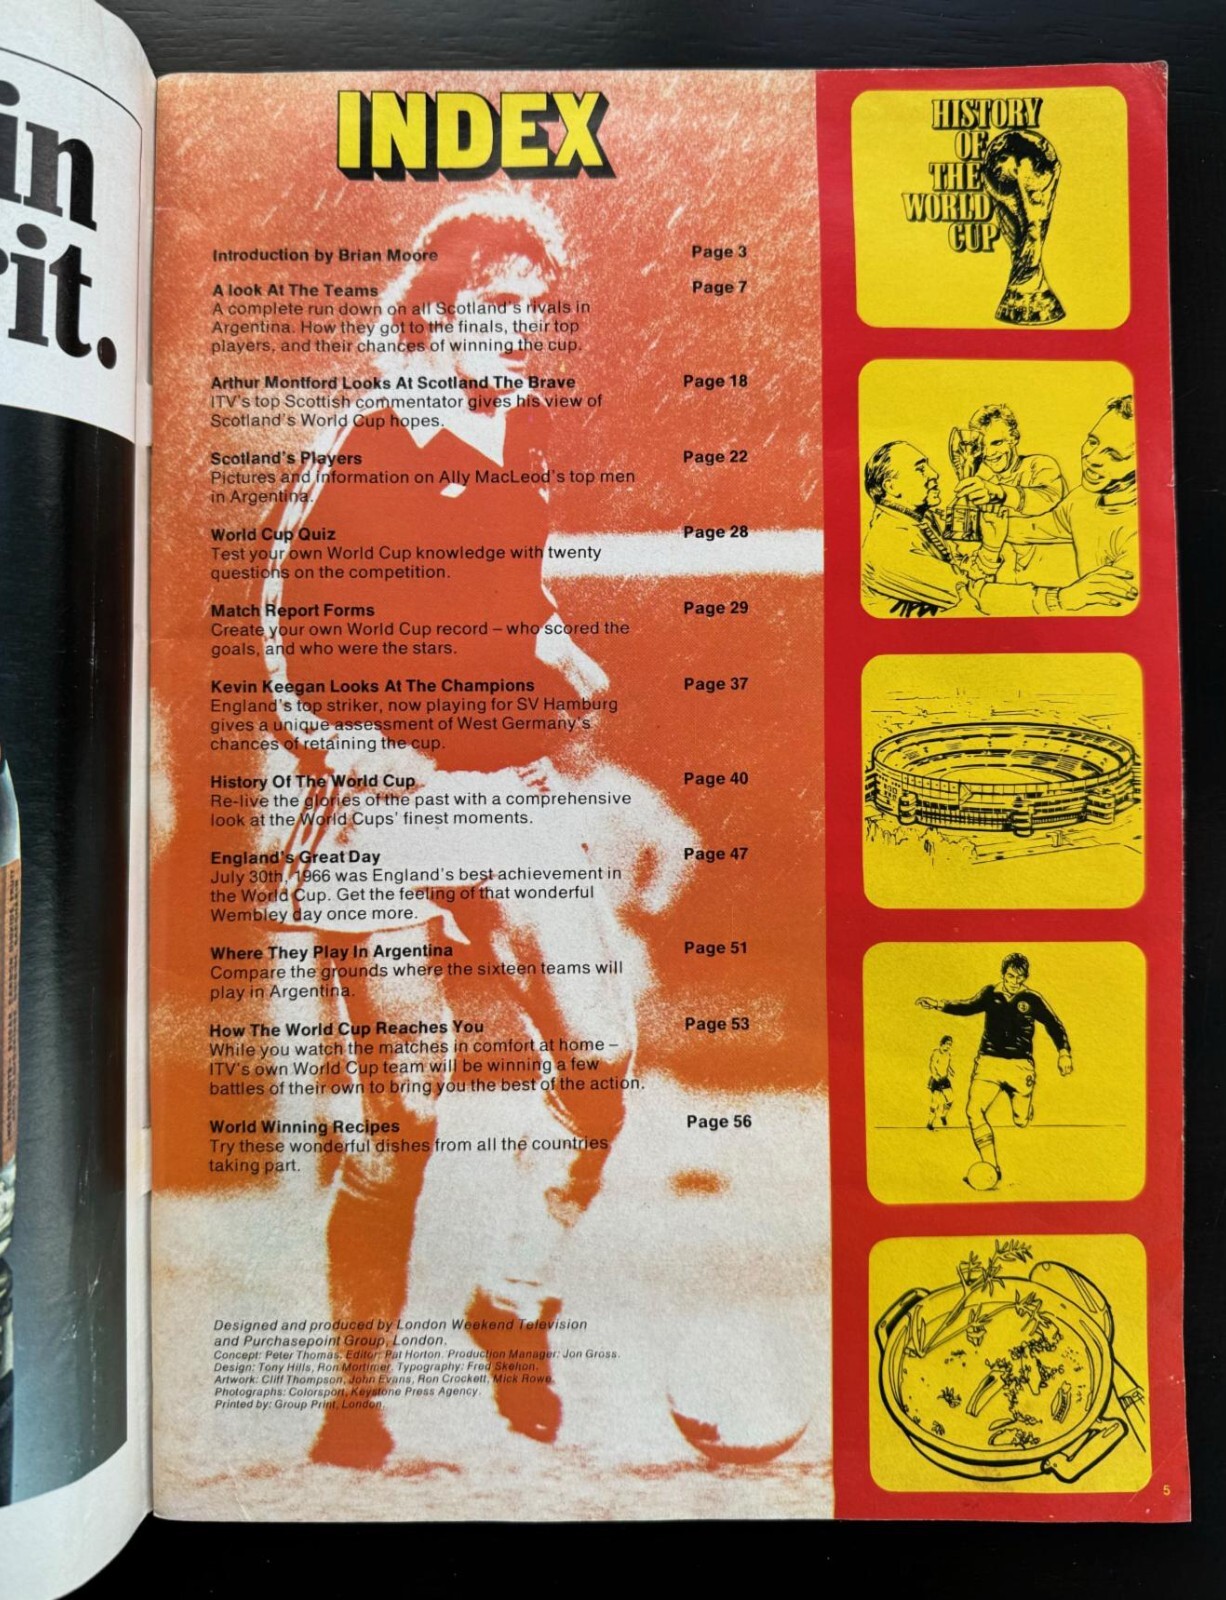 in
rit.
INDEX
Introduction by Brian Moore Page 3
A look At The Teams Page 7
A complete run down on all Scotland's rivals in
Argentina. How they got to the finals, their top
players, and their chances of winning the cup.
Arthur Montford Looks At Scotland The Brave Page 18
ITV's top Scottish commentator gives his view of
Scotland's World Cup hopes.
Scotland's Players Page 22
Pictures and information on Ally MacLeod's top men
in Argentina.
World Cup Quiz Page 28
Test your own World Cup knowledge with twenty
questions on the competition.
Match Report Forms Page 29
Create your own World Cup record – who scored the
goals, and who were the stars.
Kevin Keegan Looks At The Champions Page 37
England's top striker, now playing for SV Hamburg
gives a unique assessment of West Germany's
chances of retaining the cup.
History Of The World Cup Page 40
Re-live the glories of the past with a comprehensive
look at the World Cups' finest moments.
England's Great Day Page 47
July 30th, 1966 was England's best achievement in
the World Cup. Get the feeling of that wonderful
Wembley day once more.
Where They Play In Argentina Page 51
Compare the grounds where the sixteen teams will
play in Argentina.
How The World Cup Reaches You Page 53
While you watch the matches in comfort at home –
ITV's own World Cup team will be winning a few
battles of their own to bring you the best of the action.
World Winning Recipes Page 56
Try these wonderful dishes from all the countries
taking part.
Designed and produced by London Weekend Television
and Purchasepoint Group, London.
Concept: Peter Thomas. Editor: Pat Horton. Production Manager: Jon Gross.
Design: Tony Hills, Ron Mortimer. Typography: Fred Skelton.
Artwork: Cliff Thompson, John Evans, Ron Crockett, Mick Rowe.
Photographs: Colorsport, Keystone Press Agency.
Printed by: Group Print, London.
HISTORY
OF
THE
WORLD
CUP
8
5